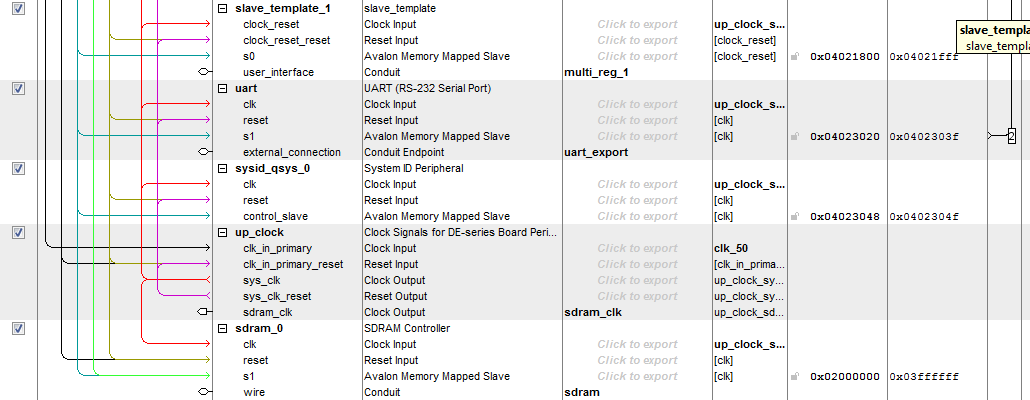 slave_template_1 slave_template
clock_reset Clock Input Click to export up_clock_s...
clock_reset_reset Reset Input Click to export [clock_reset]
s0 Avalon Memory Mapped Slave Click to export [clock_reset] 0x04021800 0x04021fff
user_interface Conduit multi_reg_1
slave_templa
slave_templa
uart UART (RS-232 Serial Port)
clk Clock Input Click to export up_clock_s...
reset Reset Input Click to export [clk]
s1 Avalon Memory Mapped Slave Click to export [clk] 0x04023020 0x0402303f 2
external_connection Conduit Endpoint uart_export
sysid_qsys_0 System ID Peripheral
clk Clock Input Click to export up_clock_s...
reset Reset Input Click to export [clk]
control_slave Avalon Memory Mapped Slave Click to export [clk] 0x04023048 0x0402304f
up_clock Clock Signals for DE-series Board Peri...
clk_in_primary Clock Input Click to export clk_50
clk_in_primary_reset Reset Input Click to export [clk_in_prima...
sys_clk Clock Output Click to export up_clock_sy...
sys_clk_reset Reset Output Click to export up_clock_sy...
sdram_clk Clock Output sdram_clk up_clock_sd...
sdram_0 SDRAM Controller
clk Clock Input Click to export up_clock_s...
reset Reset Input Click to export [clk]
s1 Avalon Memory Mapped Slave Click to export [clk] 0x02000000 0x03ffffff
wire Conduit sdram